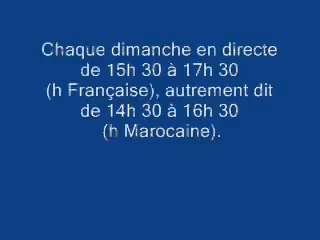 Chaque dimanche en directe
de 15h 30 à 17h 30
(h Française), autrement dit
de 14h 30 à 16h 30
(h Marocaine).